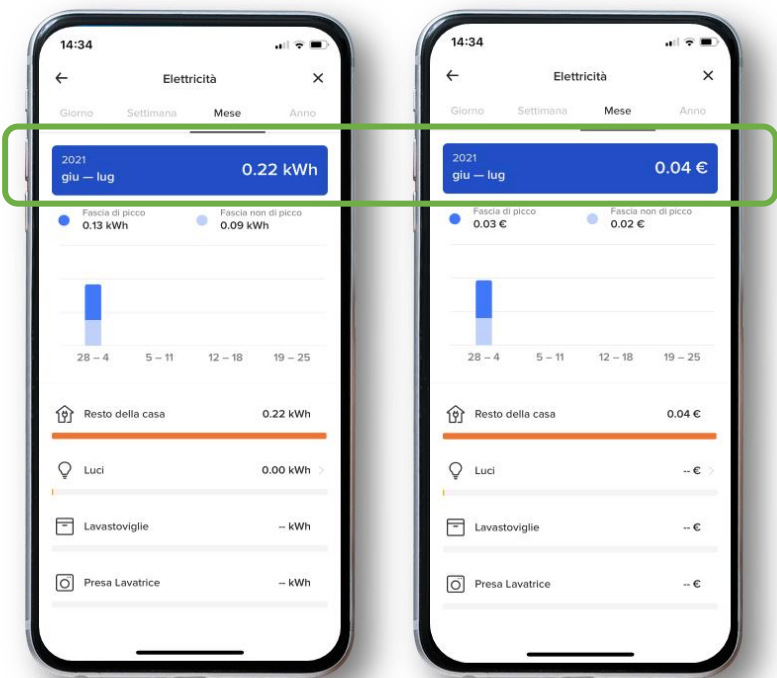 14:34
Elettricità
Giorno Settimana Mese Anno
2021
giu — lug
0.22 kWh
Fascia di picco
0.13 kWh
Fascia non di picco
0.09 kWh
28 – 4 5 – 11 12 – 18 19 – 25
Resto della casa 0.22 kWh
Luci 0.00 kWh
Lavastoviglie – kWh
Presa Lavatrice – kWh
14:34
Elettricità
Giorno Settimana Mese Anno
2021
giu — lug
0.04 €
Fascia di picco
0.03 €
Fascia non di picco
0.02 €
28 – 4 5 – 11 12 – 18 19 – 25
Resto della casa 0.04 €
Luci -- €
Lavastoviglie -- €
Presa Lavatrice -- €